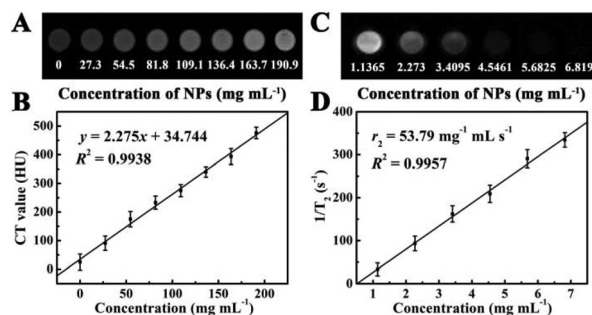 A
0 27.3 54.5 81.8 109.1 136.4 163.7 190.9
Concentration of NPs (mg mL⁻¹)
B
y = 2.275x + 34.744
R² = 0.9938
CT value (HU)
500
400
300
200
100
0
0 50 100 150 200
Concentration (mg mL⁻¹)
C
1.1365 2.273 3.4095 4.5461 5.6825 6.819
Concentration of NPs (mg mL⁻¹)
D
r₂ = 53.79 mg⁻¹ mL s⁻¹
R² = 0.9957
1/T₂ (s⁻¹)
400
300
200
100
0
1 2 3 4 5 6 7
Concentration (mg mL⁻¹)